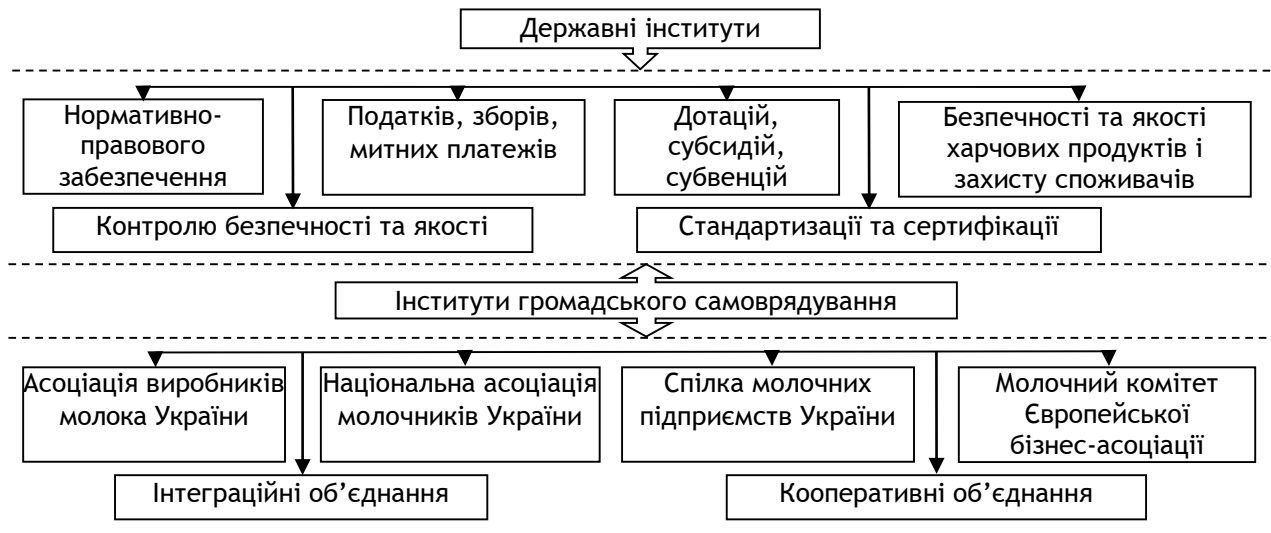 Державні інститути
Нормативно-
правового
забезпечення
Податків, зборів,
митних платежів
Дотацій,
субсидій,
субвенцій
Безпечності та якості
харчових продуктів і
захисту споживачів
Контролю безпечності та якості
Стандартизації та сертифікації
Інститути громадського самоврядування
Асоціація виробників
молока України
Національна асоціація
молочників України
Спілка молочних
підприємств України
Молочний комітет
Європейської
бізнес-асоціації
Інтеграційні об’єднання
Кооперативні об’єднання